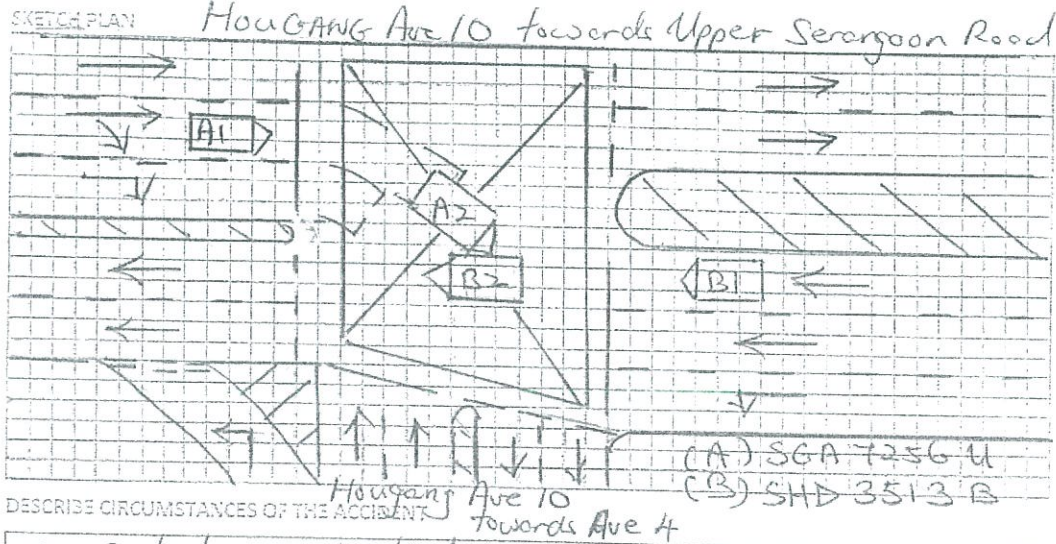 SKETCH PLAN
HOUGANG Ave 10 towards Upper Serangoon Road
A1
A2
B2
B1
(A) SGA 7256 U
(B) SHD 3513 B
Hougang Ave 10
towards Ave 4
DESCRIBE CIRCUMSTANCES OF THE ACCIDENT